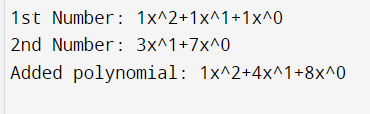 1st Number: 1x^2+1x^1+1x^0
2nd Number: 3x^1+7x^0
Added polynomial: 1x^2+4x^1+8x^0